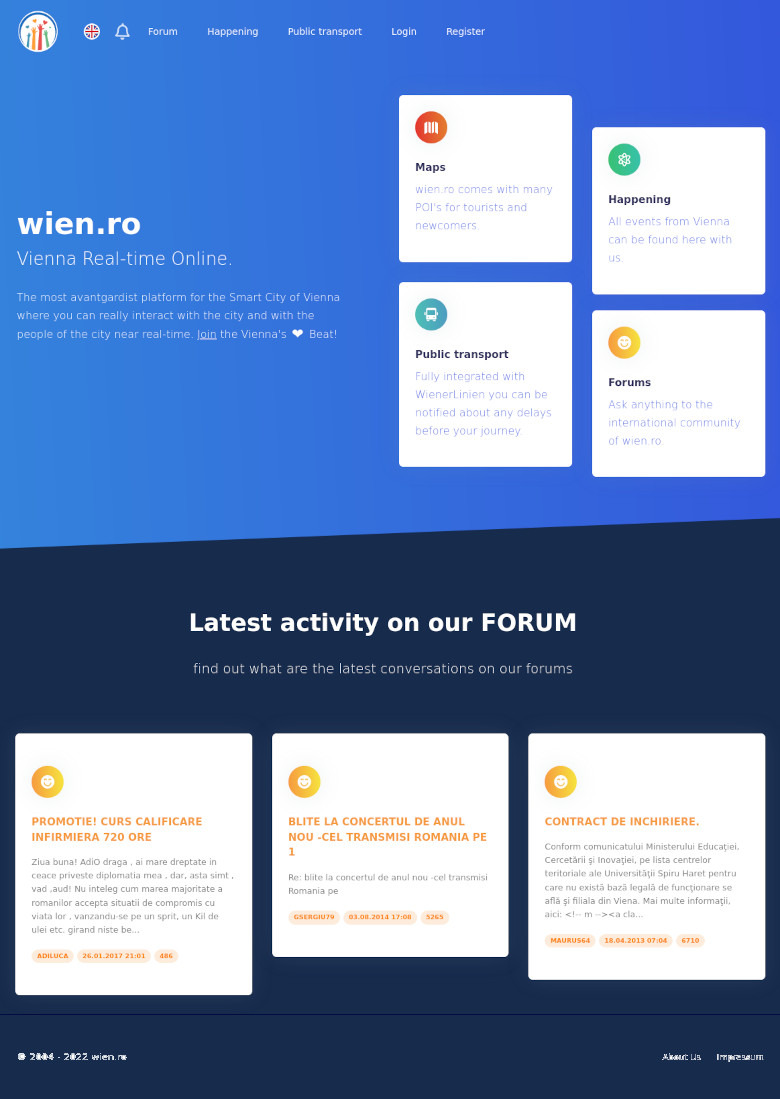 Forum Happening Public transport Login Register
wien.ro
Vienna Real-time Online.
The most avantgardist platform for the Smart City of Vienna
where you can really interact with the city and with the
people of the city near real-time. Join the Vienna's ❤ Beat!
Maps
wien.ro comes with many
POI's for tourists and
newcomers.
Public transport
Fully integrated with
WienerLinien you can be
notified about any delays
before your journey.
Happening
All events from Vienna
can be found here with
us.
Forums
Ask anything to the
international community
of wien.ro
Latest activity on our FORUM
find out what are the latest conversations on our forums
PROMOTIE! CURS CALIFICARE
INFIRMIERA 720 ORE
Ziua buna! AdiO draga , ai mare dreptate in
ceace priveste diplomatia mea , dar, asta simt ,
vad ,aud! Nu inteleg cum marea majoritate a
romanilor accepta situatii de compromis cu
viata lor , vanzandu-se pe un sprit, un Kil de
ulei etc. girand niste be...
ADILUCA 26.01.2017 21:01 486
BLITE LA CONCERTUL DE ANUL
NOU -CEL TRANSMISI ROMANIA PE
1
Re: blite la concertul de anul nou -cel transmisi
Romania pe
GSERGIU79 03.08.2014 17:08 5265
CONTRACT DE INCHIRIERE.
Conform comunicatului Ministerului Educației,
Cercetării şi Inovaţiei, pe lista centrelor
teritoriale ale Universităţii Spiru Haret pentru
care nu există bază legală de funcţionare se
află şi filiala din Viena. Mai multe informaţii,
aici: <!-- m --><a cla...
MAURUS64 18.04.2013 07:04 6710
© 2004 - 2022 wien.ro
About Us Impressum